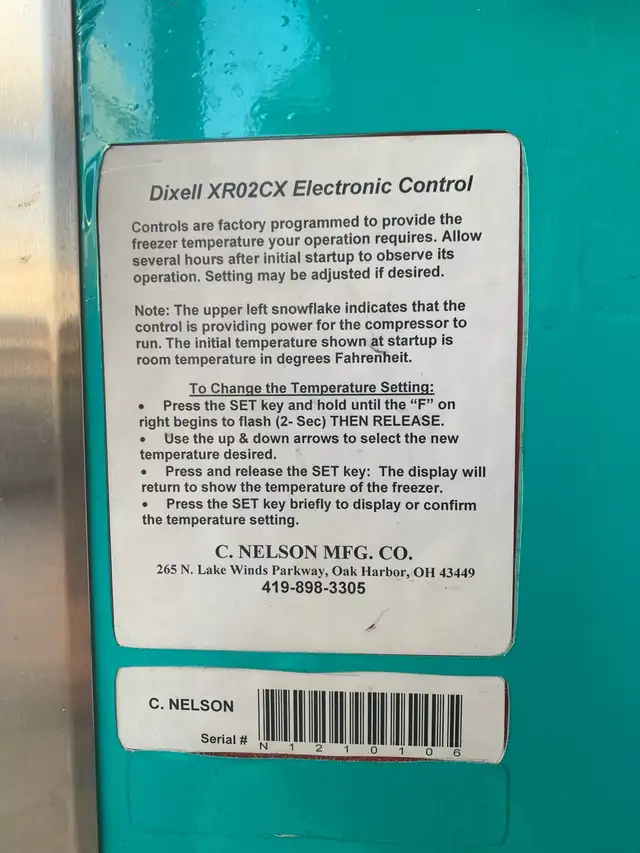 Dixell XR02CX Electronic Control
Controls are factory programmed to provide the
freezer temperature your operation requires. Allow
several hours after initial startup to observe its
operation. Setting may be adjusted if desired.
Note: The upper left snowflake indicates that the
control is providing power for the compressor to
run. The initial temperature shown at startup is
room temperature in degrees Fahrenheit.
To Change the Temperature Setting:
• Press the SET key and hold until the “F” on
right begins to flash (2- Sec) THEN RELEASE.
• Use the up & down arrows to select the new
temperature desired.
• Press and release the SET key: The display will
return to show the temperature of the freezer.
• Press the SET key briefly to display or confirm
the temperature setting.
C. NELSON MFG. CO.
265 N. Lake Winds Parkway, Oak Harbor, OH 43449
419-898-3305
C. NELSON
Serial #
N 1 2 1 0 1 0 6